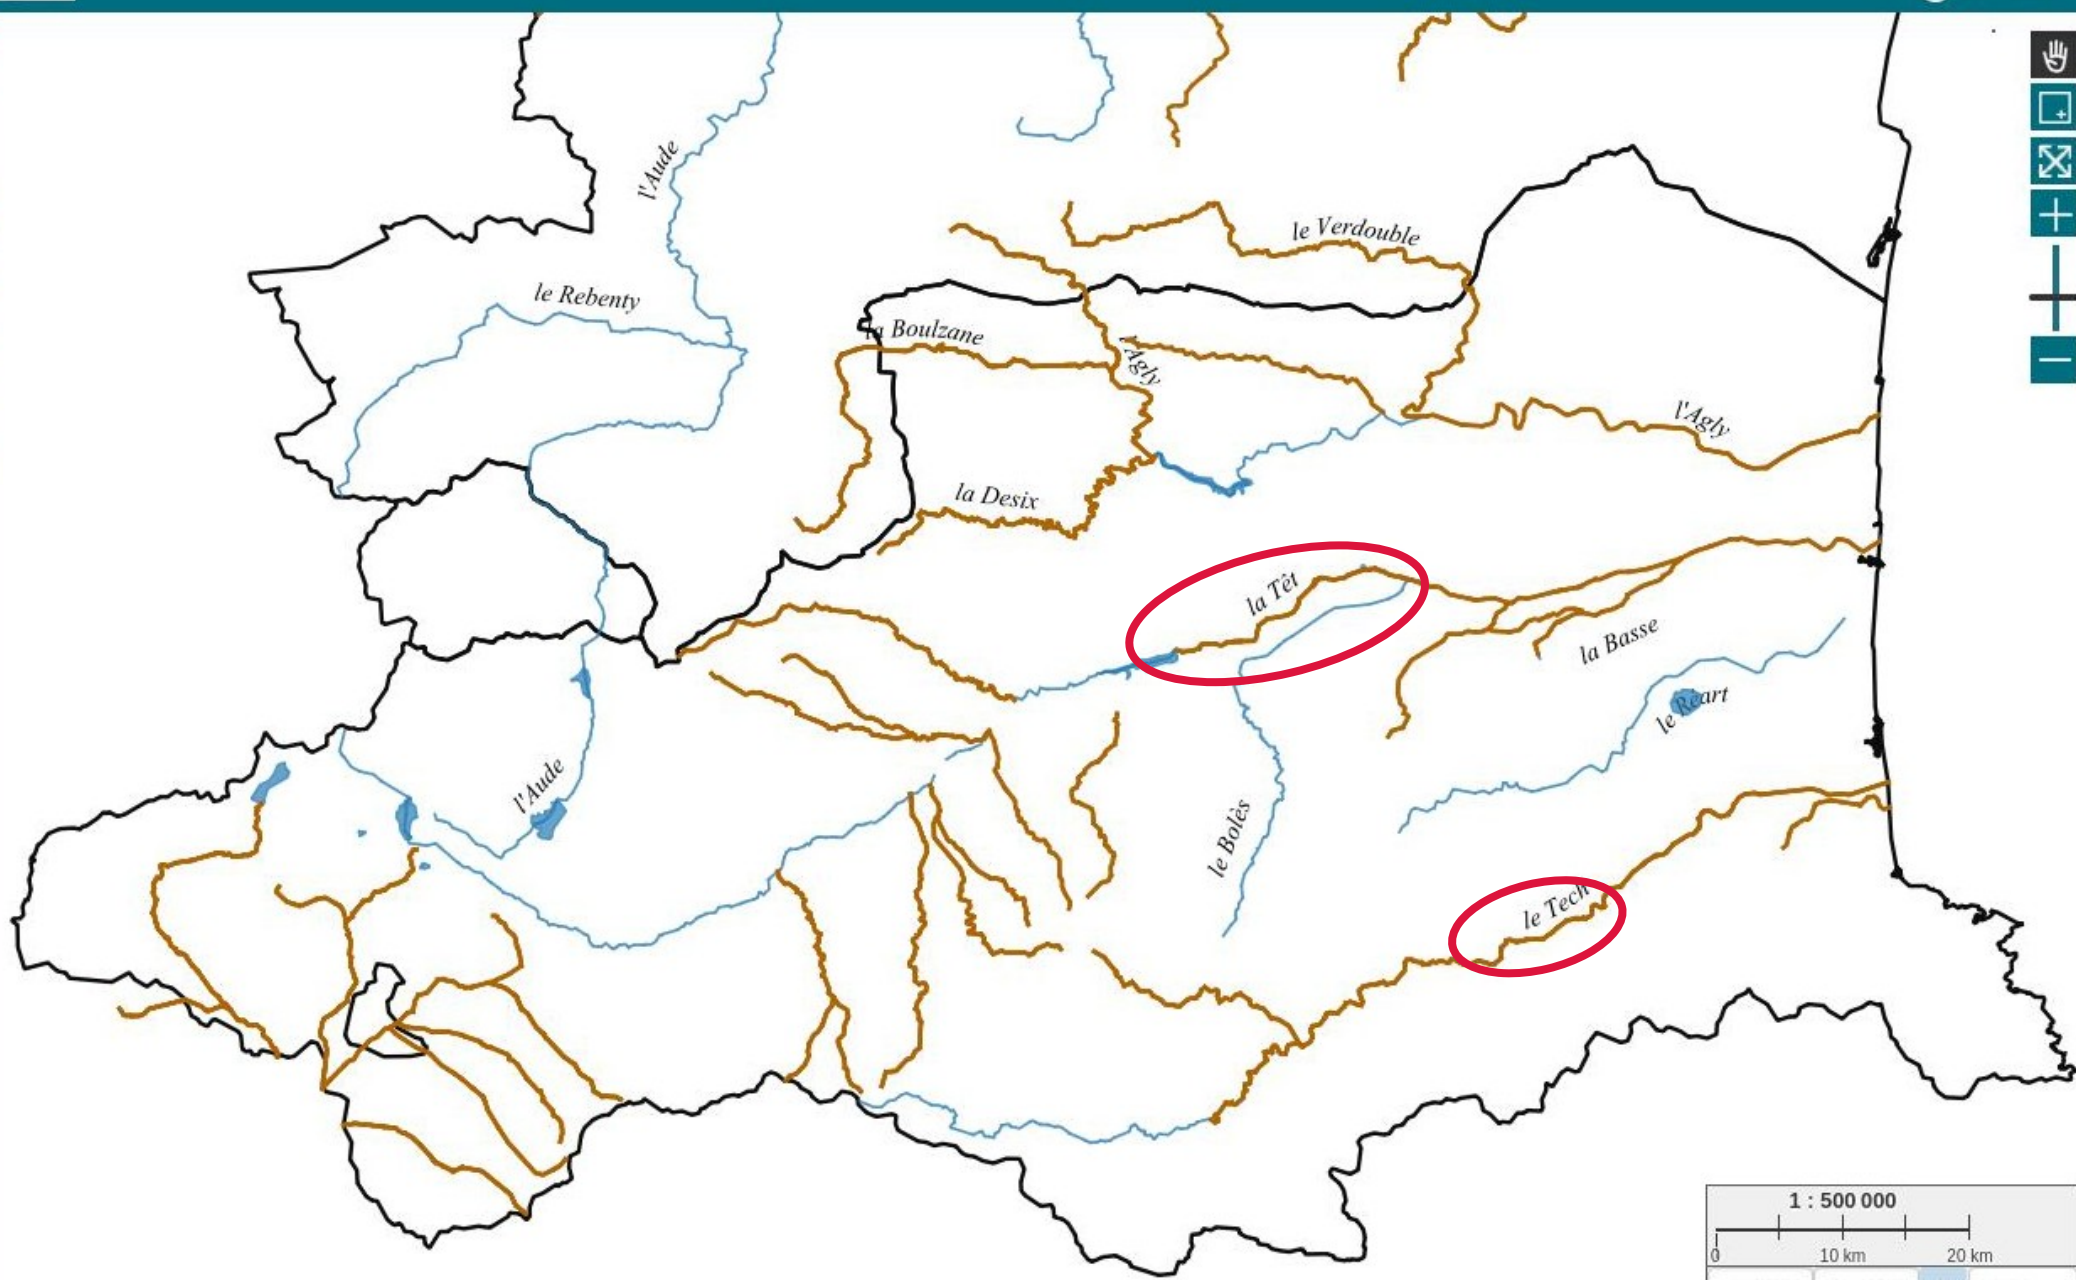 l'Aude
le Verdouble
le Rebenty
la Boulzane
l'Agly
l'Agly
la Desix
la Têt
la Basse
le Réart
l'Aude
le Bolès
le Tech
1 : 500 000
0 10 km 20 km